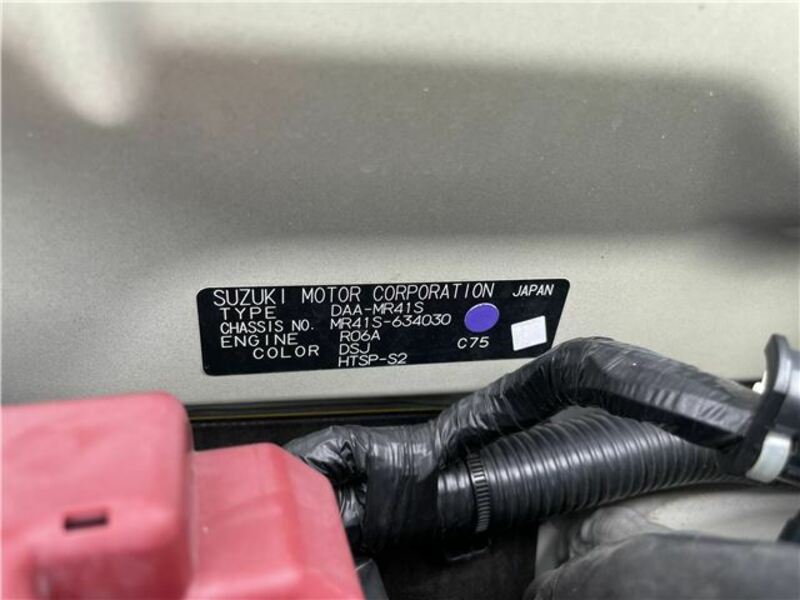 SUZUKI MOTOR CORPORATION JAPAN
TYPE DAA-MR41S
CHASSIS NO. MR41S-634030
ENGINE R06A
COLOR DSJ C75
HTSP-S2